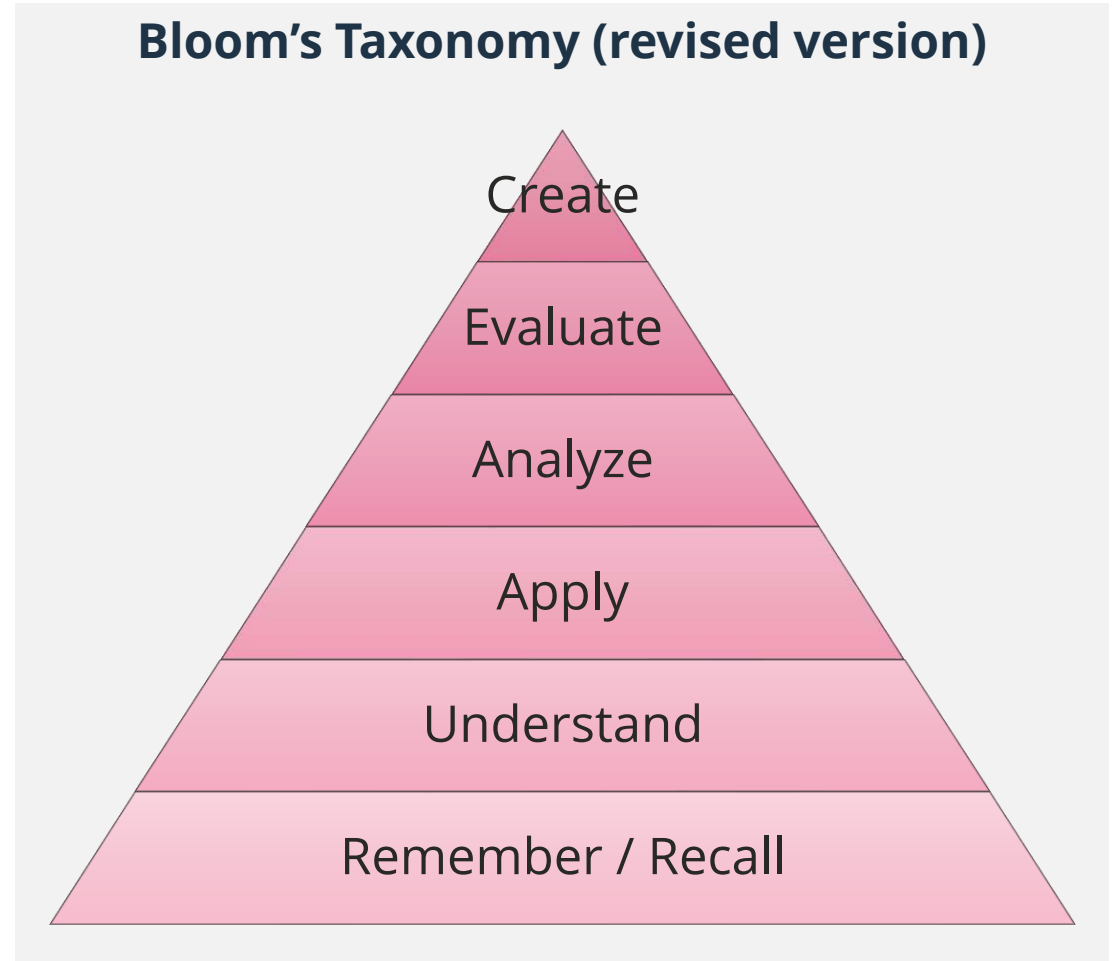 Bloom’s Taxonomy (revised version)
Create
Evaluate
Analyze
Apply
Understand
Remember / Recall